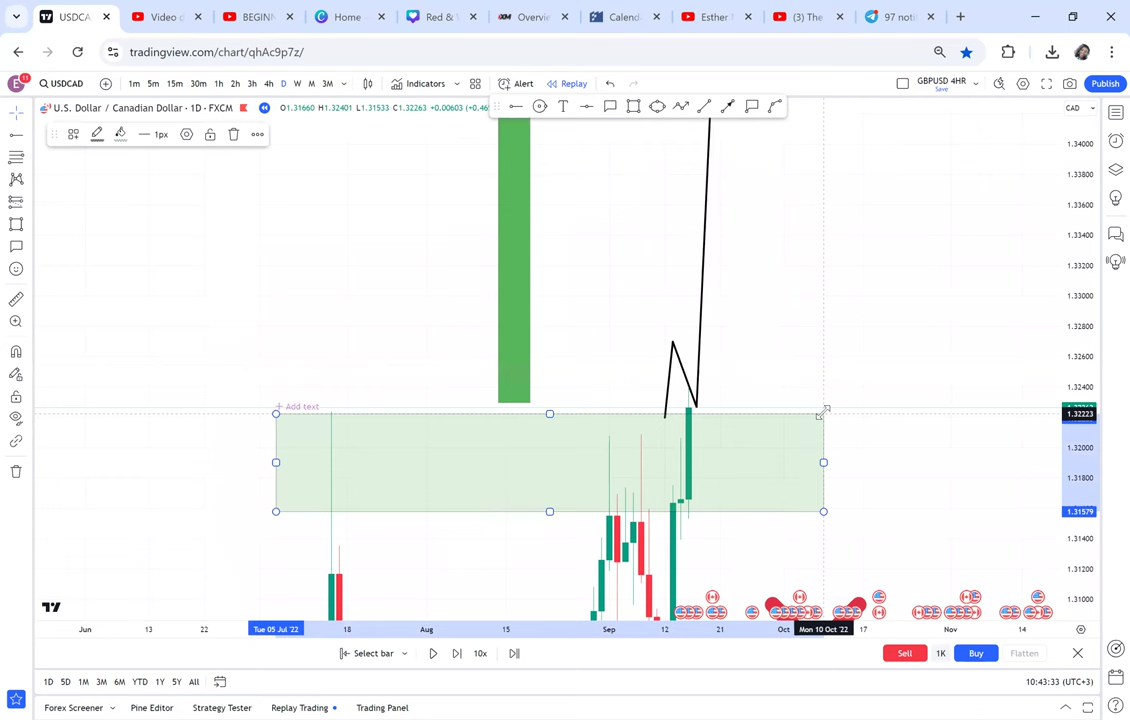 USDCA
Video d
BEGINN
Home -
Red &
Overvi
Calend
Esther M
(3) The
97 noti
tradingview.com/chart/qhAc9p7z/
E
11
USDCAD
1m 5m 15m 30m 1h 2h 3h 4h D W M 3M
Indicators
Alert
Replay
GBPUSD 4HR
Save
Publish
U.S. Dollar / Canadian Dollar · 1D · FXCM
O1.31660 H1.32401 L1.31533 C1.32263 +0.00603 (+0.46
CAD
1px
1.34000
1.33800
1.33600
1.33400
1.33200
1.33000
1.32800
1.32600
1.32400
1.32223
1.32000
1.31800
1.31579
1.31400
1.31200
1.31000
+ Add text
Jun 13 22 Tue 05 Jul '22 18 Aug 15 Sep 12 21 Oct Mon 10 Oct '22 17 Nov 14
Select bar
10x
Sell
1K
Buy
Flatten
1D 5D 1M 3M 6M YTD 1Y 5Y All
10:43:33 (UTC+3)
Forex Screener
Pine Editor
Strategy Tester
Replay Trading
Trading Panel